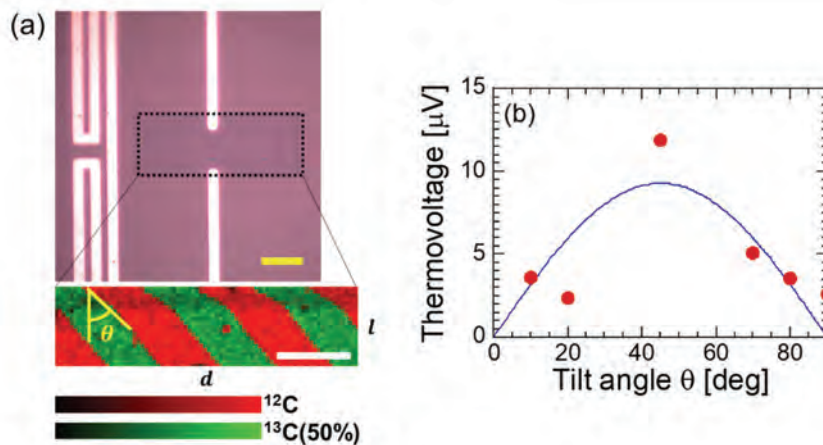 (a)
θ
l
d
¹²C
¹³C(50%)
(b)
Thermovoltage [μV]
15
10
5
0
0 20 40 60 80
Tilt angle θ [deg]